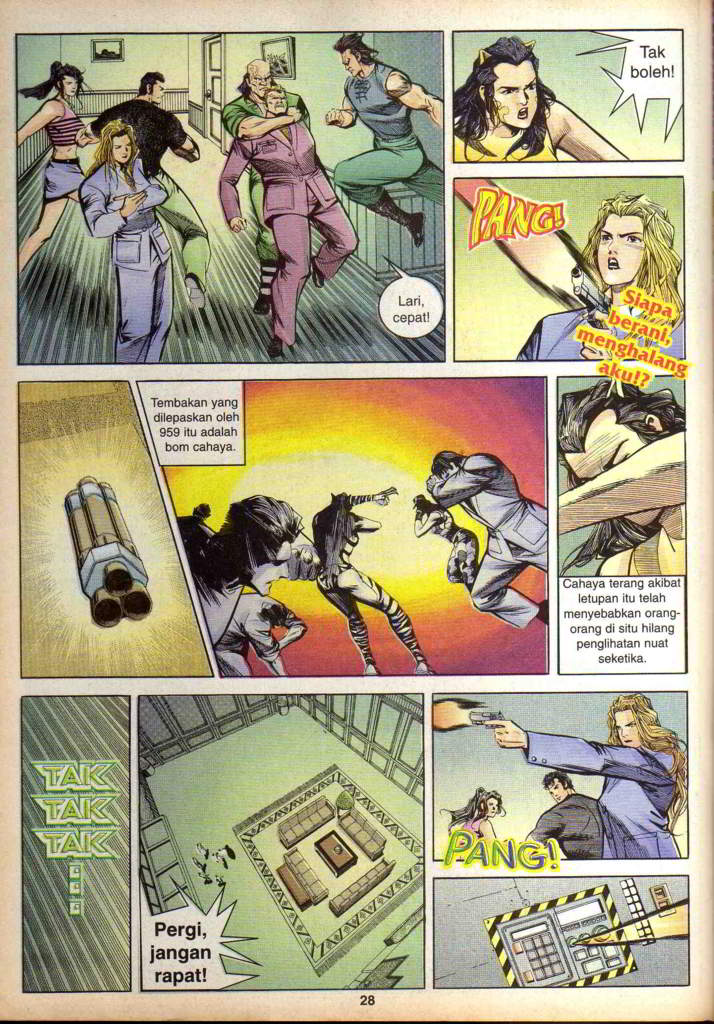 Lari,
cepat!
Tak
boleh!
PANG!
Siapa
berani,
menghalang
aku!?
Tembakan yang
dilepaskan oleh
959 itu adalah
bom cahaya.
Cahaya terang akibat
letupan itu telah
menyebabkan orang-
orang di situ hilang
penglihatan nuat
seketika.
TAK
TAK
TAK
Pergi,
jangan
rapat!
PANG!
28